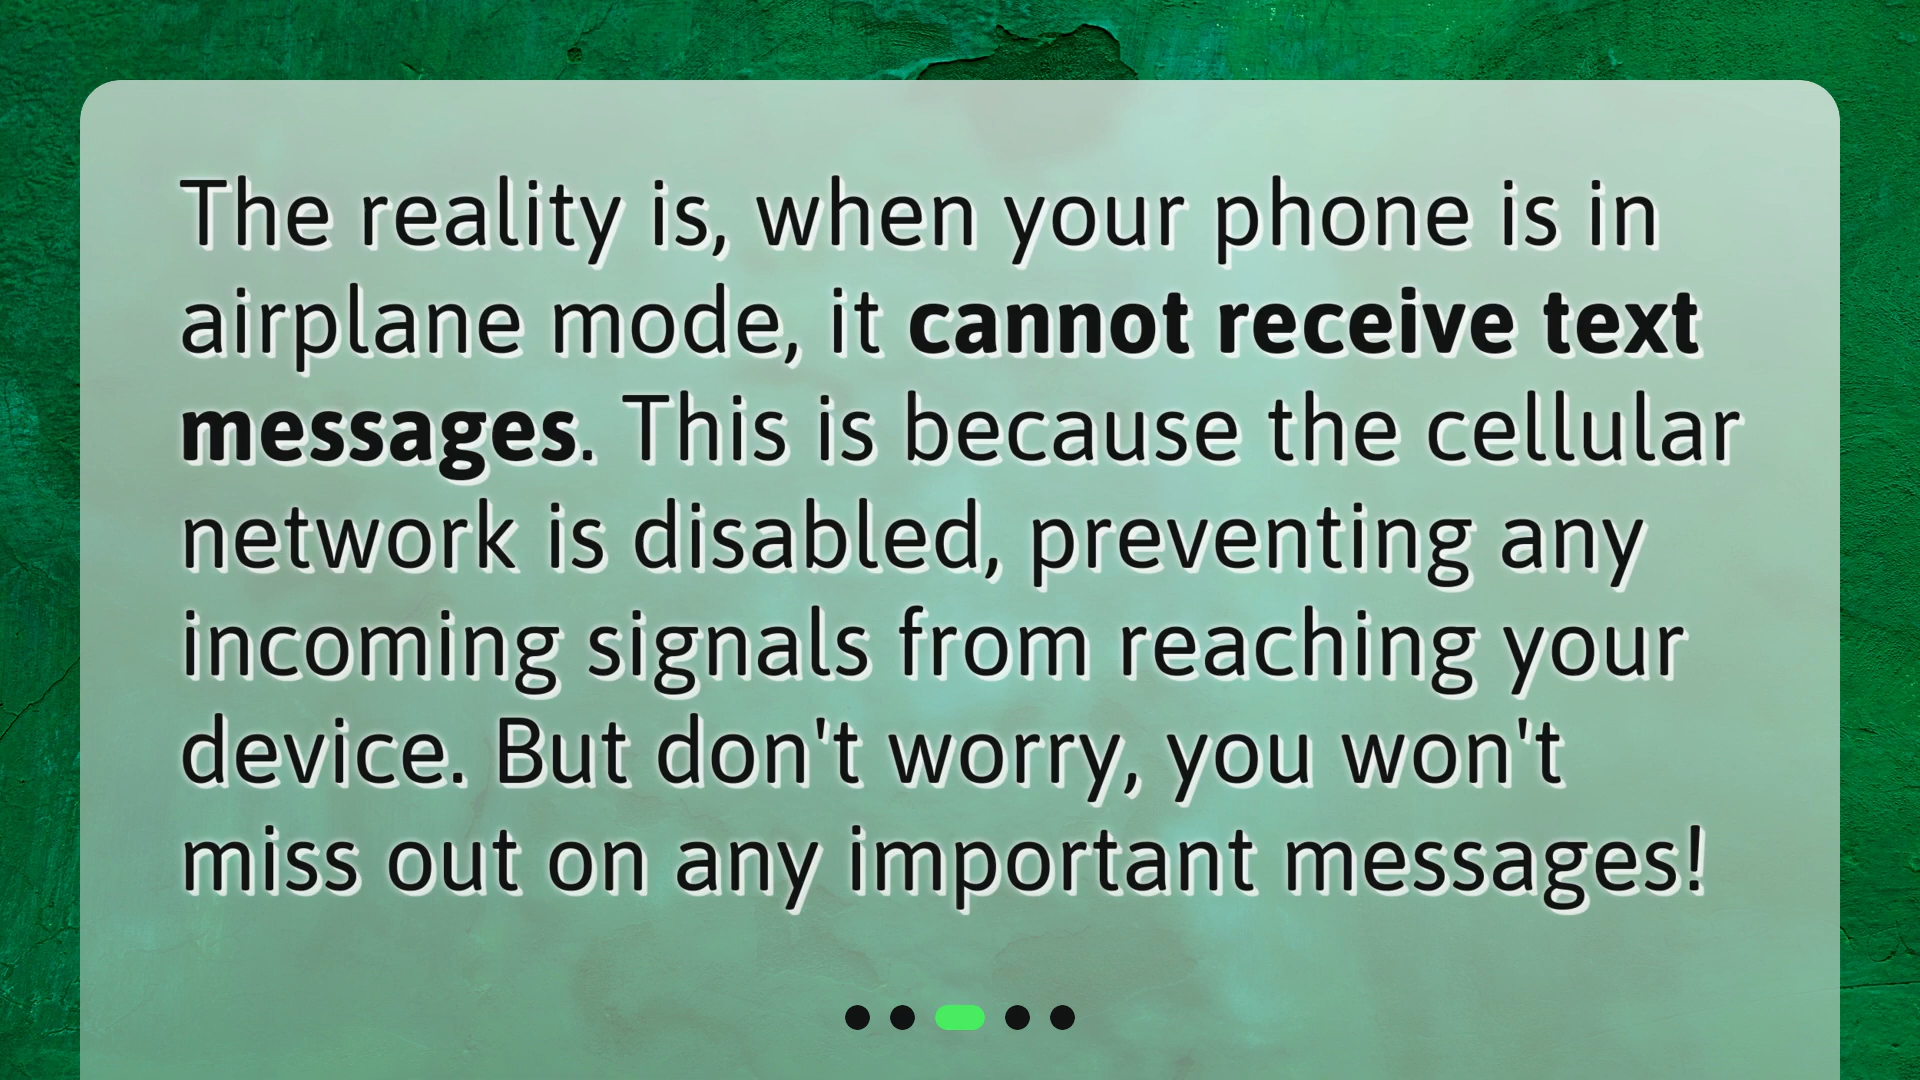 The reality is, when your phone is in
airplane mode, it cannot receive text
messages. This is because the cellular
network is disabled, preventing any
incoming signals from reaching your
device. But don't worry, you won't
miss out on any important messages!